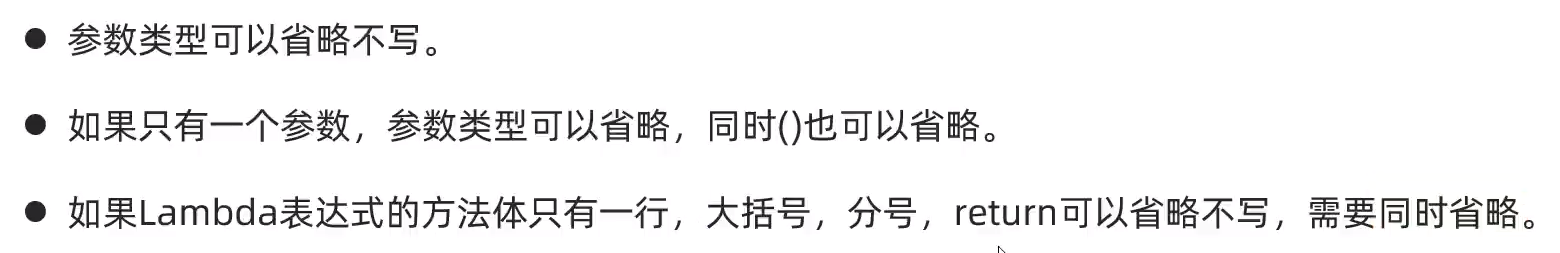 ● 参数类型可以省略不写。
● 如果只有一个参数，参数类型可以省略，同时()也可以省略。
● 如果Lambda表达式的方法体只有一行，大括号，分号，return可以省略不写，需要同时省略。